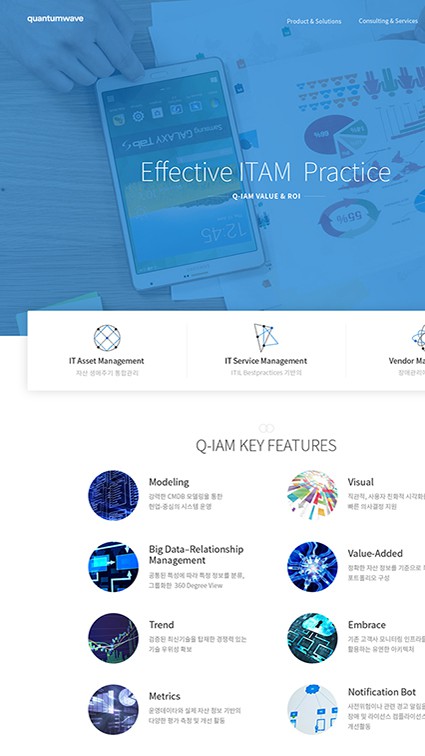 quantumwave
Product & Solutions
Consulting & Services
Samsung GALAXY Tab S
Effective ITAM Practice
Q-IAM VALUE & ROI
55%
12:45
IT Asset Management
자산 생애주기 통합관리
IT Service Management
ITIL Bestpractices 기반의
Vendor Ma
장애관리
Q-IAM KEY FEATURES
Modeling
강력한 CMDB 모델링을 통한
현업-중심의 시스템 운영
Visual
직관적, 사용자 친화적 시각화
빠른 의사결정 지원
Big Data–Relationship
Management
공통된 특성에 따라 특정 정보를 분류,
그룹화한 360 Degree View
Value-Added
정확한 자산 정보를 기준으로
포트폴리오 구성
Trend
검증된 최신기술을 탑재한 경쟁력 있는
기술 우위성 확보
Embrace
기존 고객사 모니터링 인프라를
활용하는 유연한 아키텍처
Metrics
운영데이타와 실제 자산 정보 기반의
다양한 평가 측정 및 개선 활동
Notification Bot
사전위험이나 관련 경고 알림을
장애 및 라이선스 컴플라이언스
개선활동